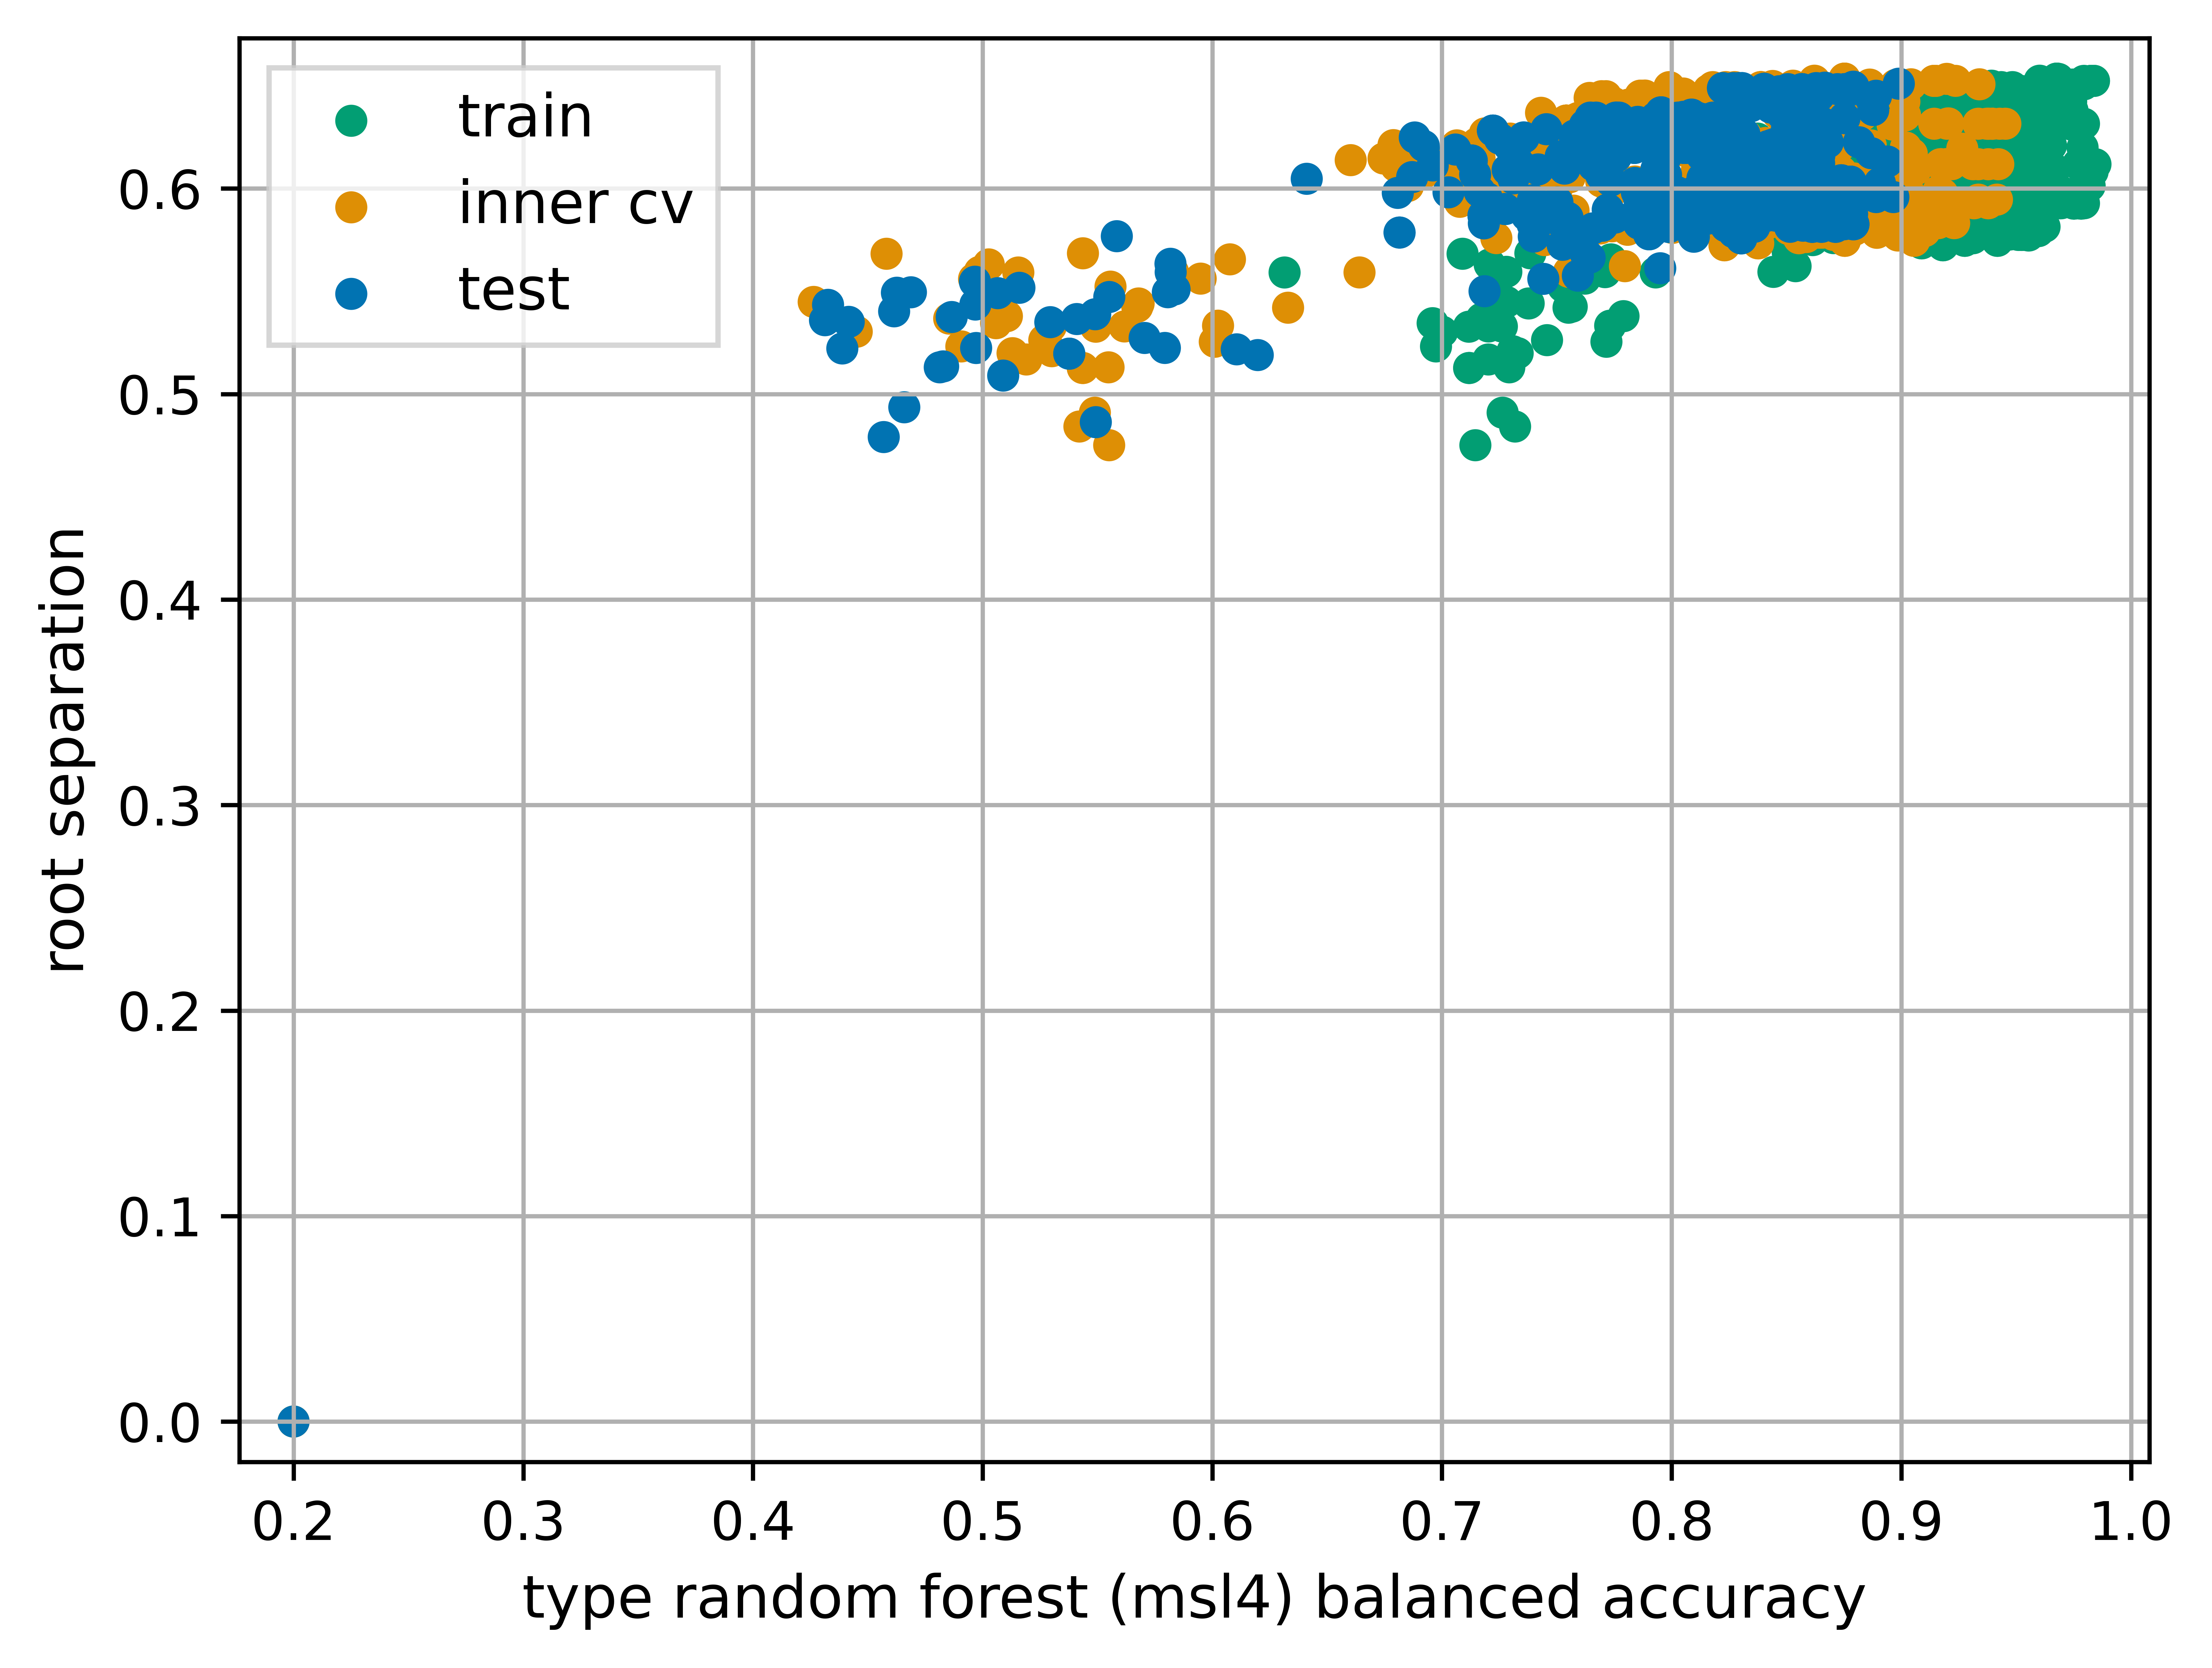 train
inner cv
test
0.6
0.5
0.4
0.3
0.2
0.1
0.0
root separation
0.2 0.3 0.4 0.5 0.6 0.7 0.8 0.9 1.0
type random forest (msl4) balanced accuracy